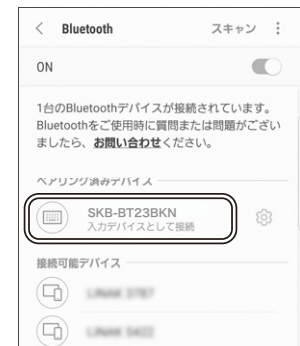 Bluetooth スキャン
ON
1台のBluetoothデバイスが接続されています。
Bluetoothをご使用時に質問または問題がござい
ましたら、お問い合わせください。
ペアリング済みデバイス
SKB-BT23BKN
入力デバイスとして接続
接続可能デバイス